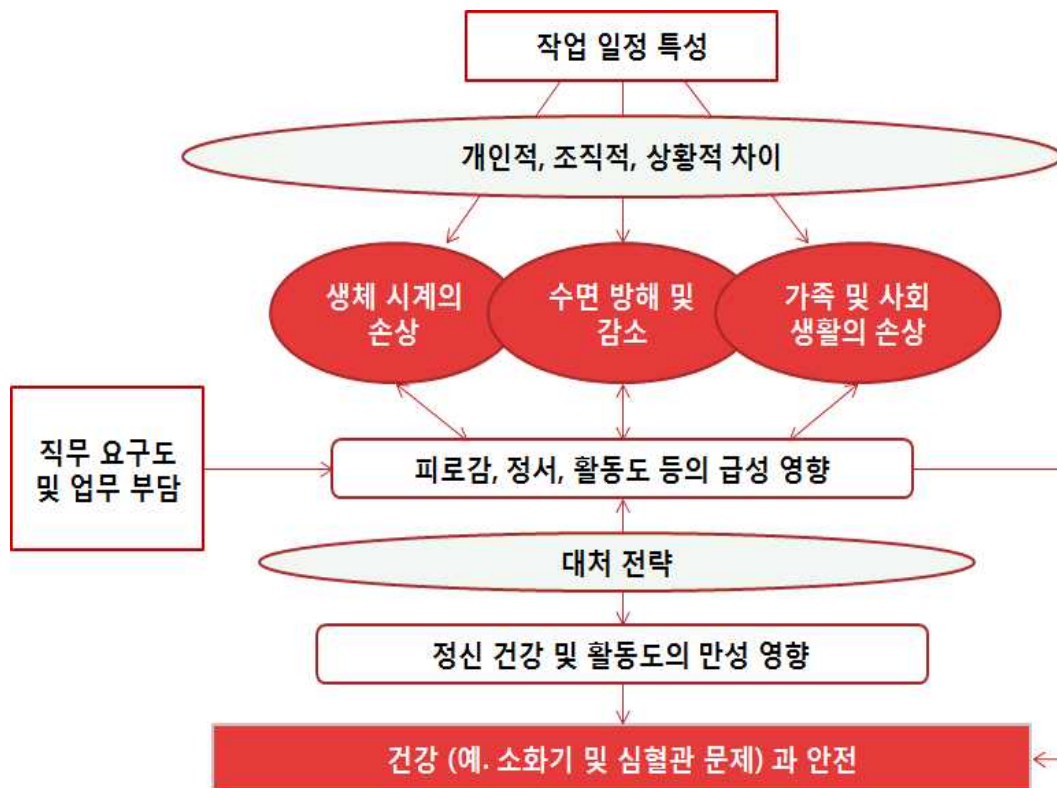 작업 일정 특성
개인적, 조직적, 상황적 차이
생체 시계의
손상
수면 방해 및
감소
가족 및 사회
생활의 손상
직무 요구도
및 업무 부담
피로감, 정서, 활동도 등의 급성 영향
대처 전략
정신 건강 및 활동도의 만성 영향
건강 (예. 소화기 및 심혈관 문제) 과 안전